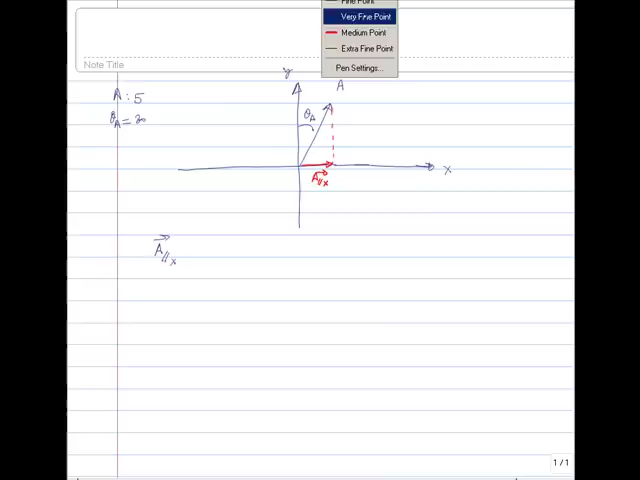 Fine Point
Very Fine Point
Medium Point
Extra Fine Point
Pen Settings...
Note Title
y
A
A : 5
θA
θA = 30
x
A//x
A//x
1 / 1